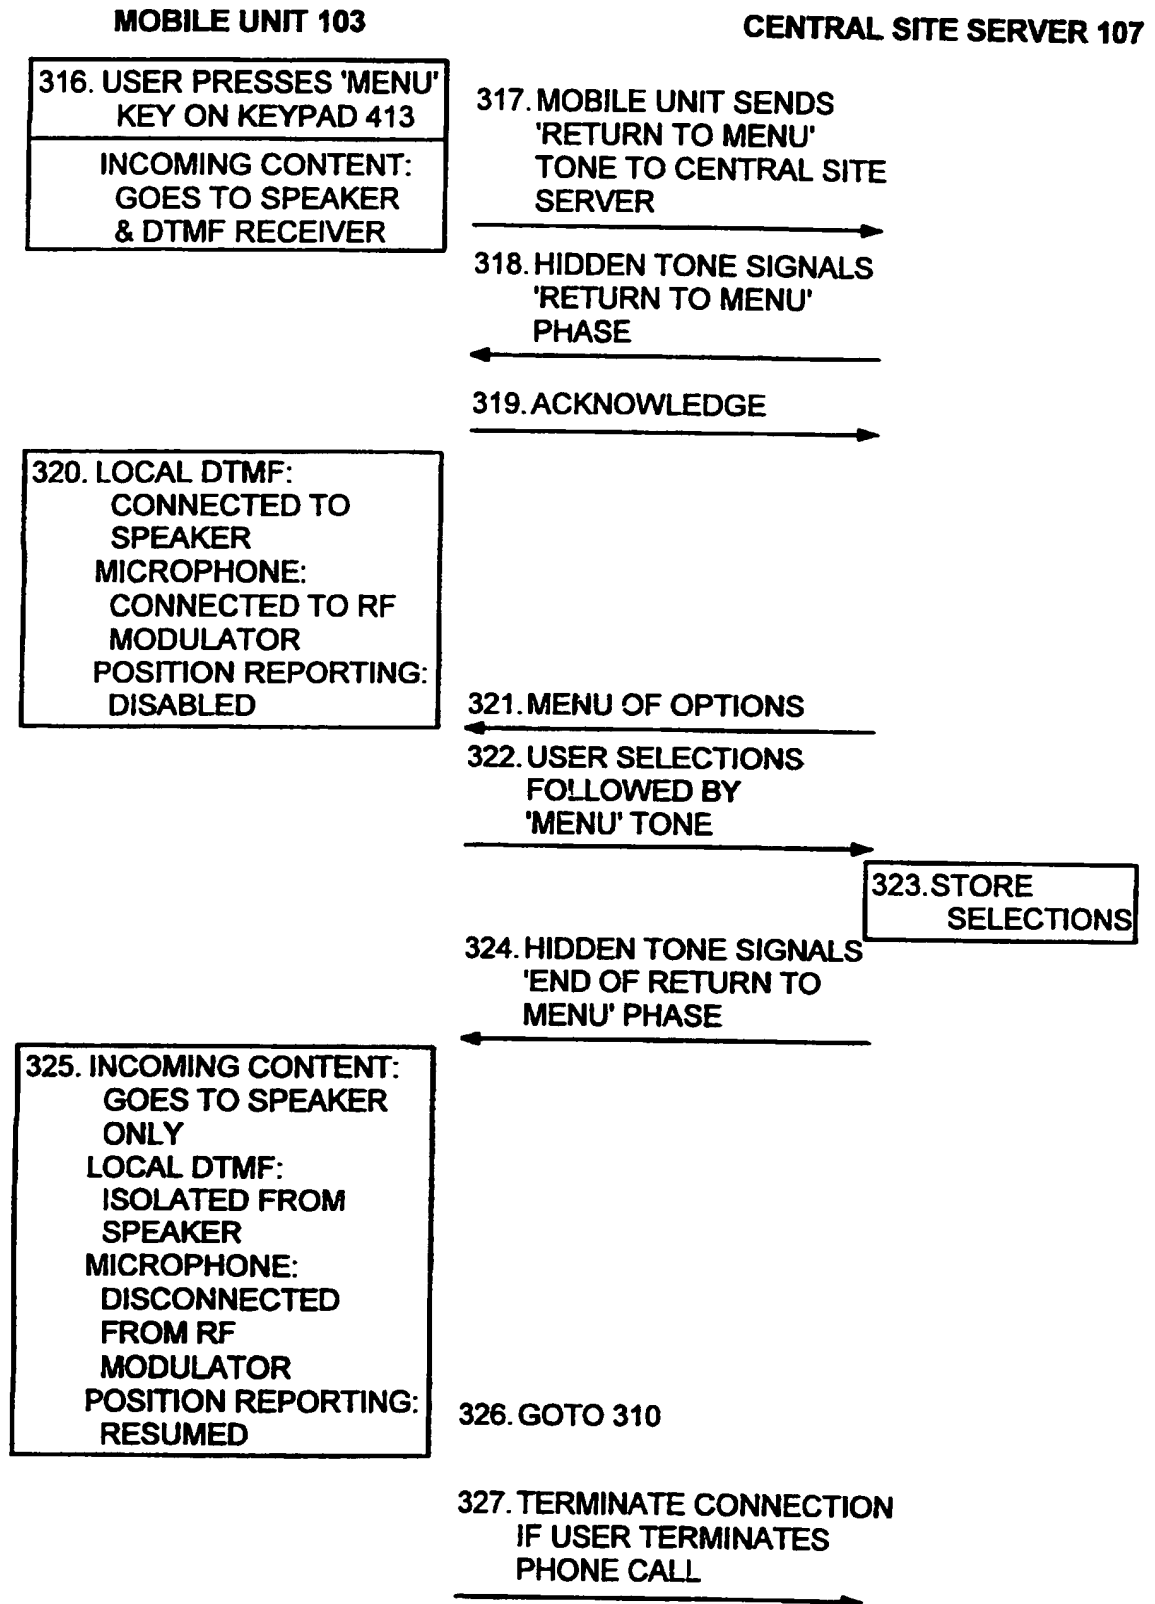 MOBILE UNIT 103
CENTRAL SITE SERVER 107
316. USER PRESSES 'MENU'
KEY ON KEYPAD 413
INCOMING CONTENT:
GOES TO SPEAKER
& DTMF RECEIVER
317. MOBILE UNIT SENDS
'RETURN TO MENU'
TONE TO CENTRAL SITE
SERVER
318. HIDDEN TONE SIGNALS
'RETURN TO MENU'
PHASE
319. ACKNOWLEDGE
320. LOCAL DTMF:
CONNECTED TO
SPEAKER
MICROPHONE:
CONNECTED TO RF
MODULATOR
POSITION REPORTING:
DISABLED
321. MENU OF OPTIONS
322. USER SELECTIONS
FOLLOWED BY
'MENU' TONE
323. STORE
SELECTIONS
324. HIDDEN TONE SIGNALS
'END OF RETURN TO
MENU' PHASE
325. INCOMING CONTENT:
GOES TO SPEAKER
ONLY
LOCAL DTMF:
ISOLATED FROM
SPEAKER
MICROPHONE:
DISCONNECTED
FROM RF
MODULATOR
POSITION REPORTING:
RESUMED
326. GOTO 310
327. TERMINATE CONNECTION
IF USER TERMINATES
PHONE CALL